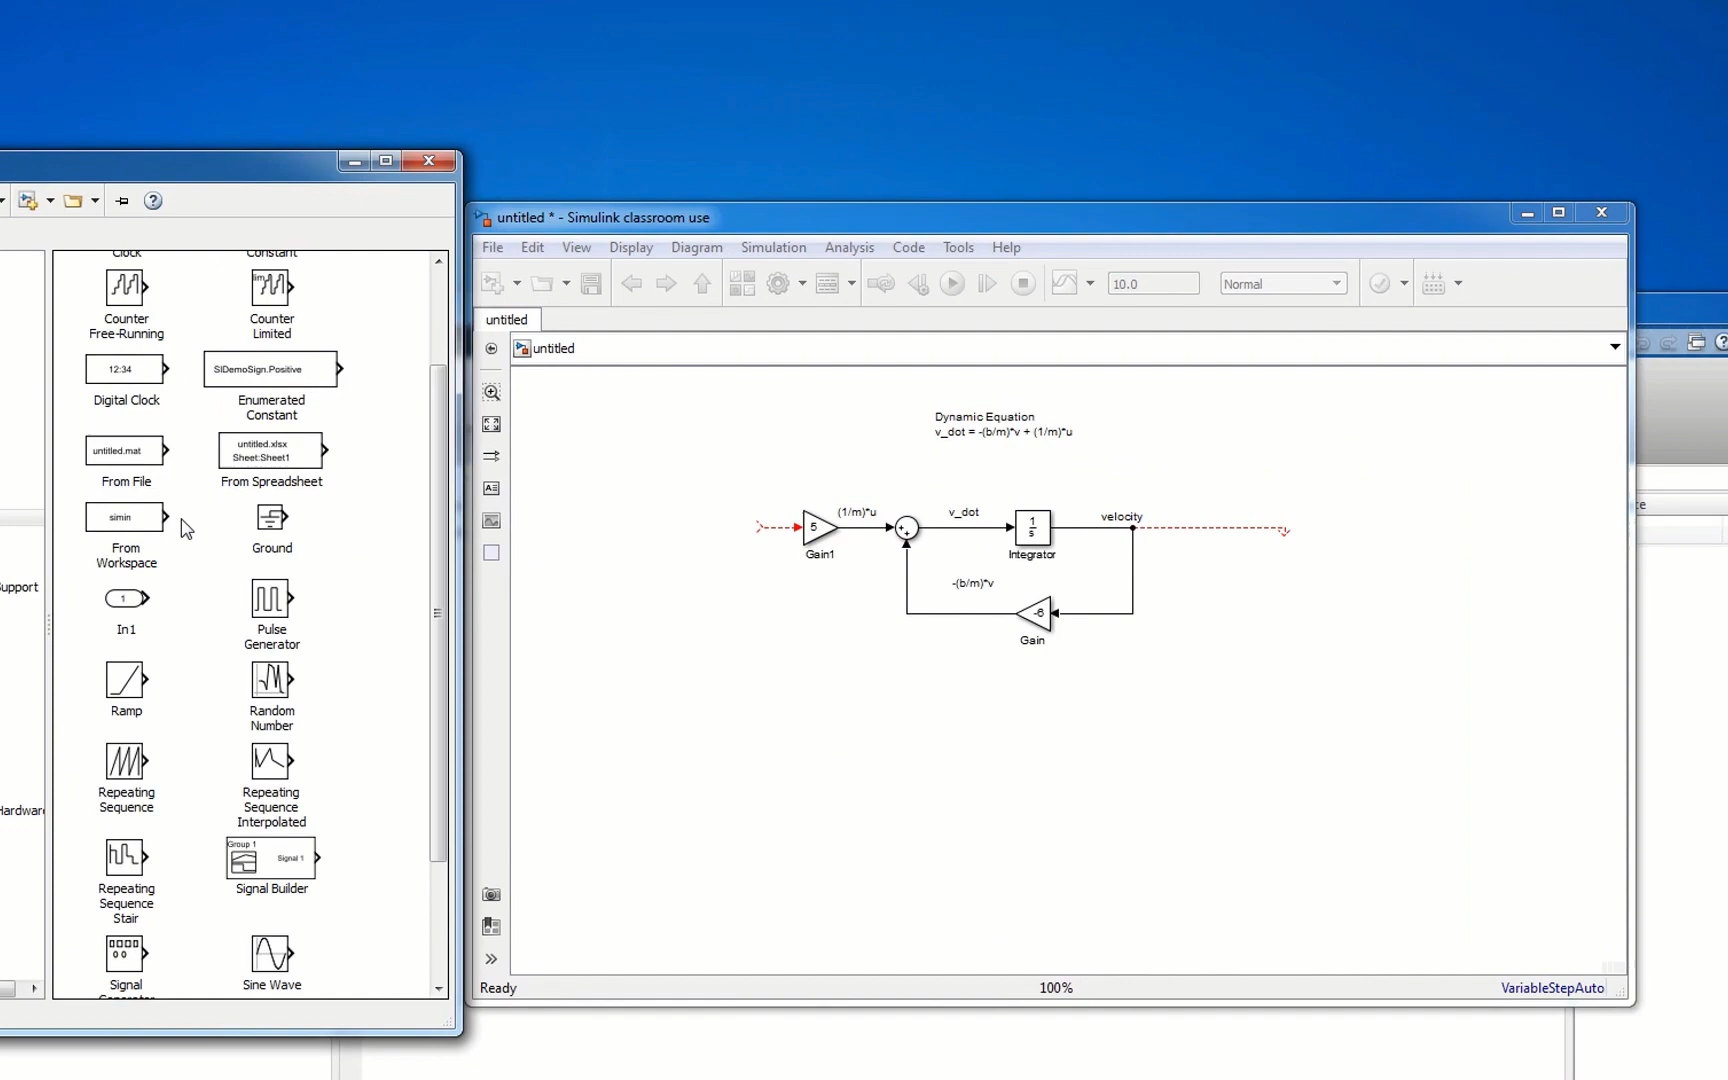 Clock
Constant
Counter
Free-Running
lim
Counter
Limited
12:34
Digital Clock
SlDemoSign.Positive
Enumerated
Constant
untitled.mat
From File
untitled.xlsx
Sheet:Sheet1
From Spreadsheet
simin
From
Workspace
Ground
1
In1
Pulse
Generator
Ramp
Random
Number
Repeating
Sequence
Repeating
Sequence
Interpolated
Repeating
Sequence
Stair
Group 1
Signal 1
Signal Builder
Signal
Generator
Sine Wave
Support
Hardware
untitled * - Simulink classroom use
File Edit View Display Diagram Simulation Analysis Code Tools Help
10.0
Normal
untitled
untitled
Dynamic Equation
v_dot = -(b/m)*v + (1/m)*u
5
Gain1
(1/m)*u
v_dot
1
s
Integrator
velocity
-(b/m)*v
-6
Gain
Ready
100%
VariableStepAuto